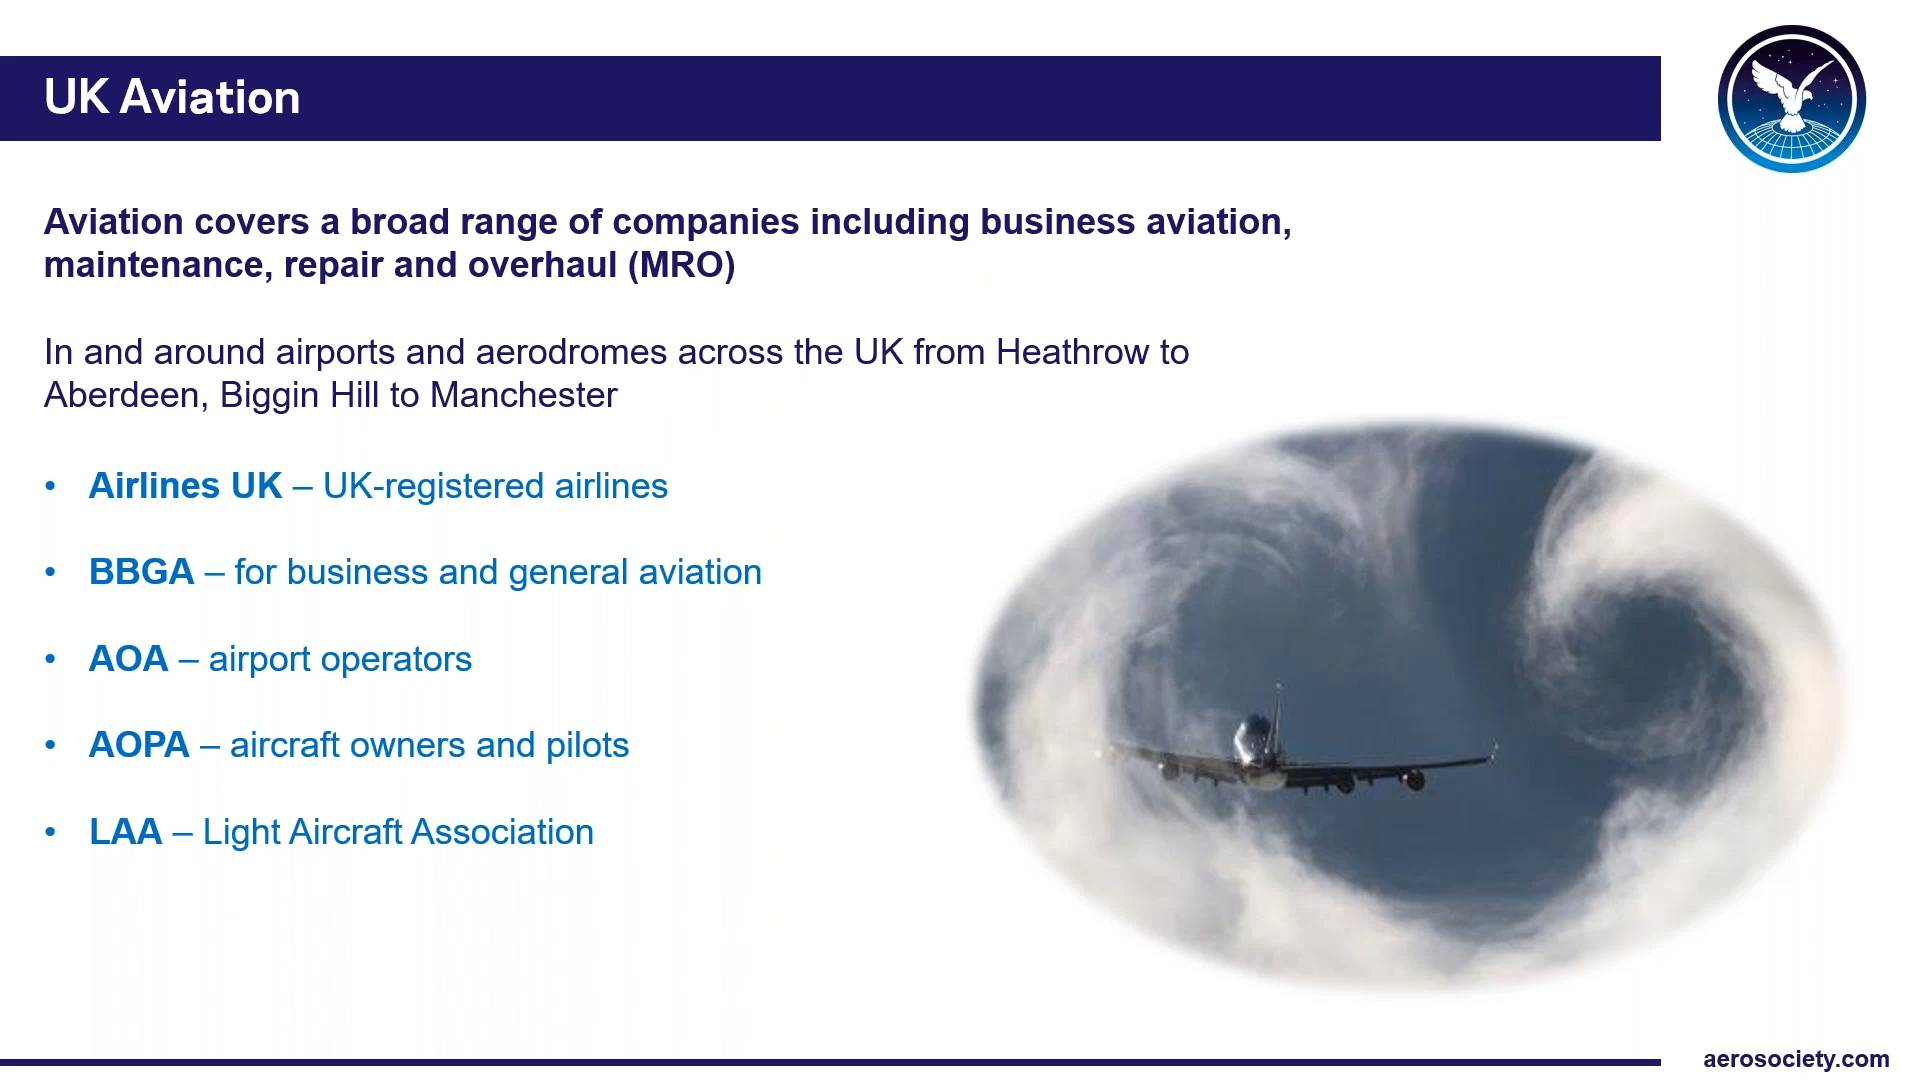 UK Aviation
Aviation covers a broad range of companies including business aviation,
maintenance, repair and overhaul (MRO)
In and around airports and aerodromes across the UK from Heathrow to
Aberdeen, Biggin Hill to Manchester
• Airlines UK – UK-registered airlines
• BBGA – for business and general aviation
• AOA – airport operators
• AOPA – aircraft owners and pilots
• LAA – Light Aircraft Association
aerosociety.com